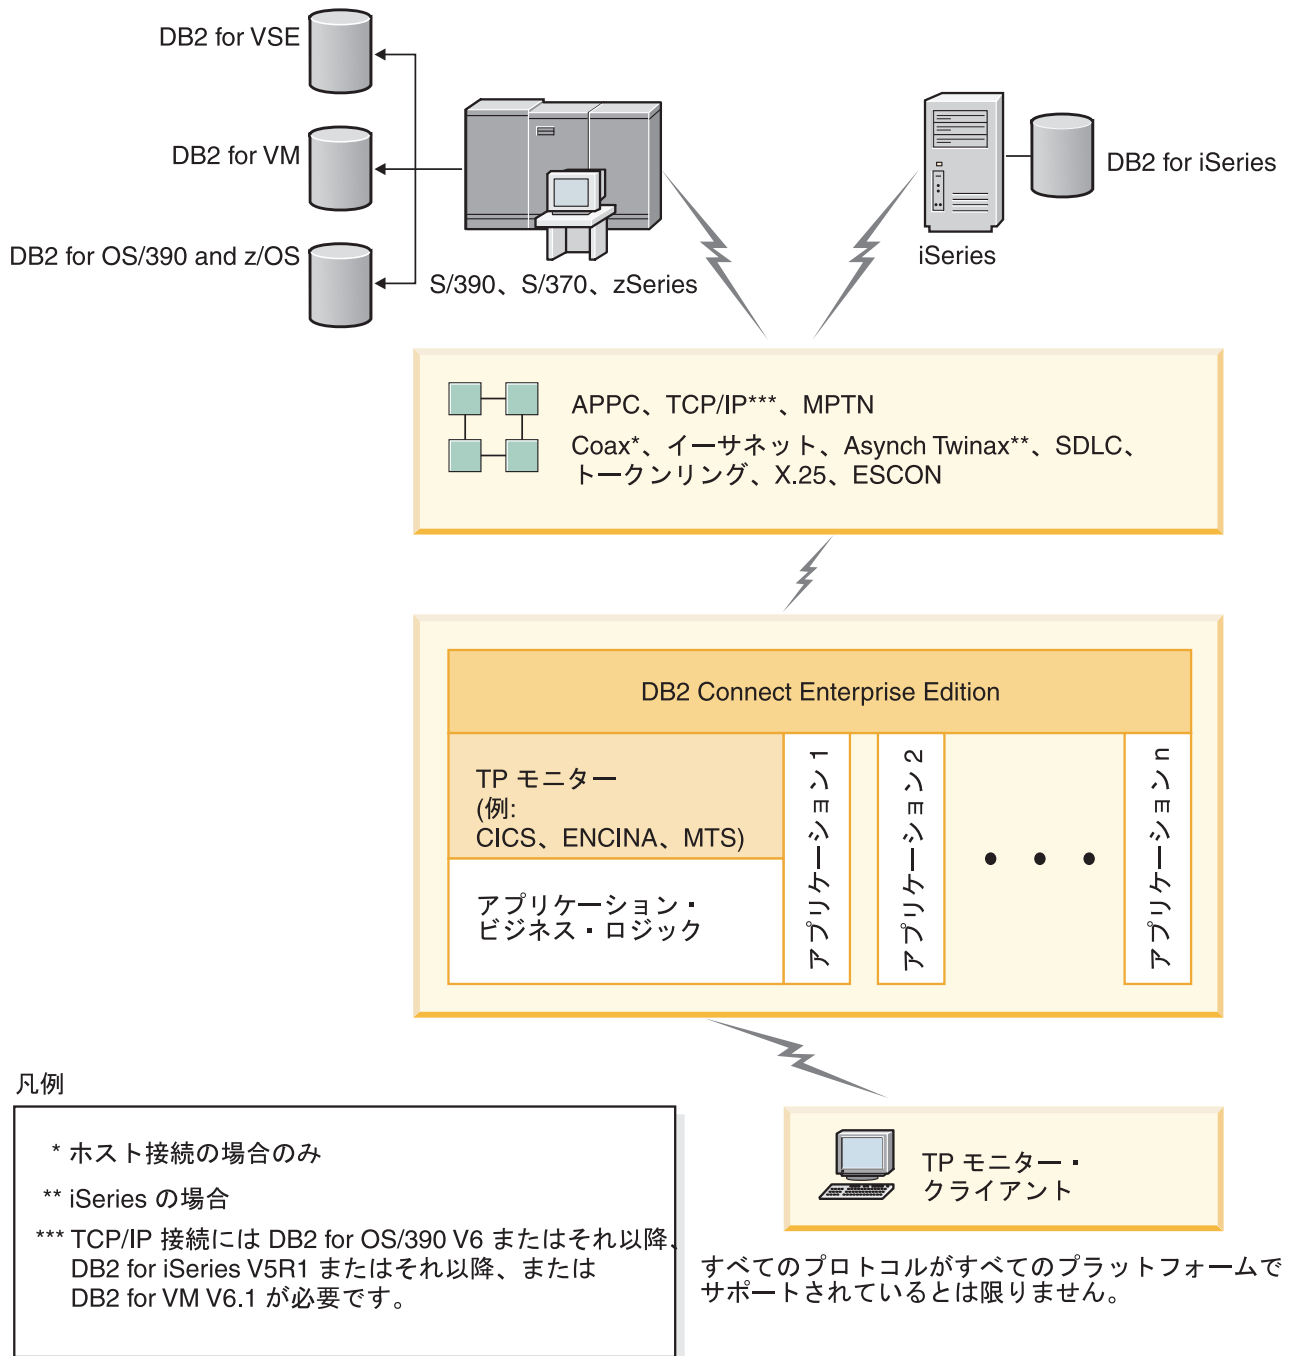 DB2 for VSE
DB2 for VM
DB2 for OS/390 and z/OS
S/390、S/370、zSeries
iSeries
DB2 for iSeries
APPC、TCP/IP***、MPTN
Coax*、イーサネット、Asynch Twinax**、SDLC、
トークンリング、X.25、ESCON
DB2 Connect Enterprise Edition
TP モニター
(例:
CICS、ENCINA、MTS)
アプリケーション・
ビジネス・ロジック
アプリケーション 1
アプリケーション 2
アプリケーション n
凡例
* ホスト接続の場合のみ
** iSeries の場合
*** TCP/IP 接続には DB2 for OS/390 V6 またはそれ以降、
DB2 for iSeries V5R1 またはそれ以降、または
DB2 for VM V6.1 が必要です。
TP モニター・
クライアント
すべてのプロトコルがすべてのプラットフォームで
サポートされているとは限りません。